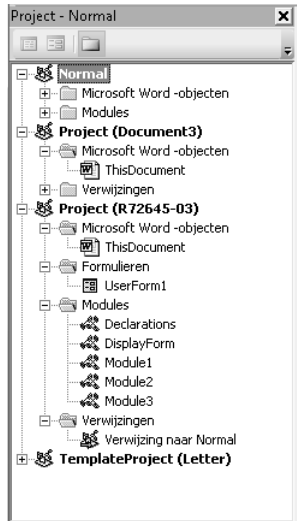 Project - Normal
Normal
Microsoft Word -objecten
Modules
Project (Document3)
Microsoft Word -objecten
ThisDocument
Verwijzingen
Project (R72645-03)
Microsoft Word -objecten
ThisDocument
Formulieren
UserForm1
Modules
Declarations
DisplayForm
Module1
Module2
Module3
Verwijzingen
Verwijzing naar Normal
TemplateProject (Letter)